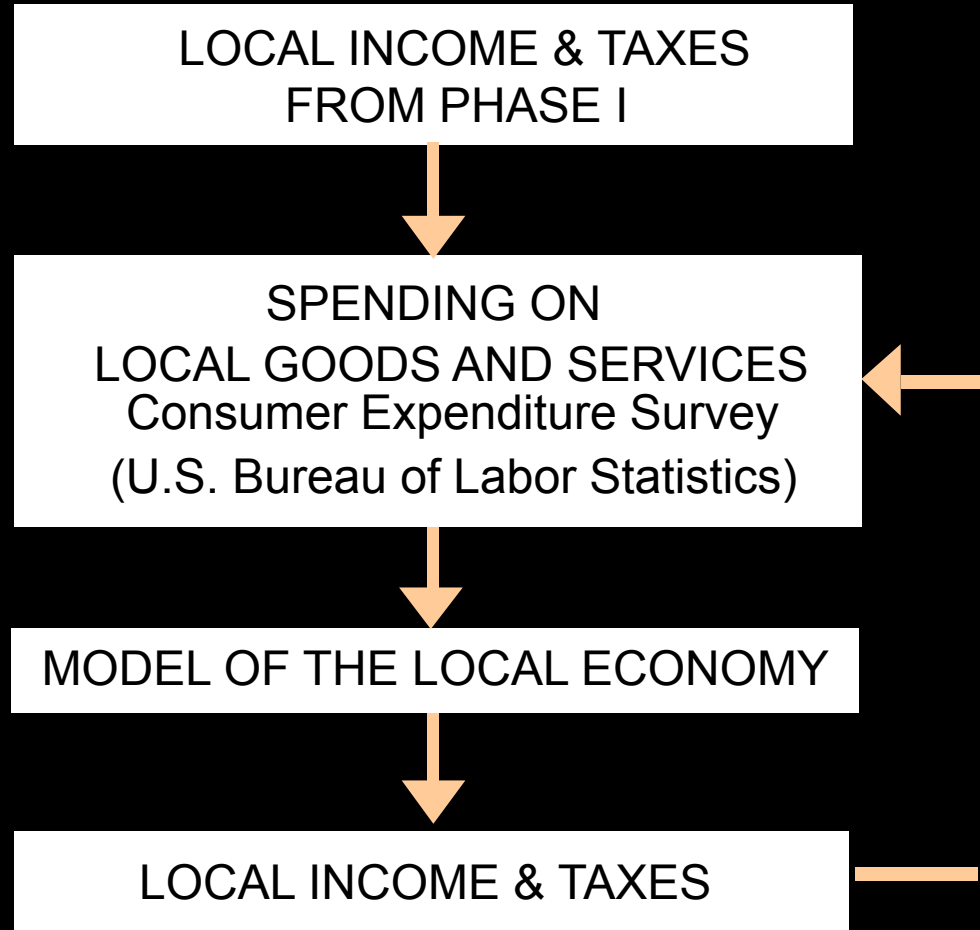 LOCAL INCOME & TAXES
FROM PHASE I
SPENDING ON
LOCAL GOODS AND SERVICES
Consumer Expenditure Survey
(U.S. Bureau of Labor Statistics)
MODEL OF THE LOCAL ECONOMY
LOCAL INCOME & TAXES